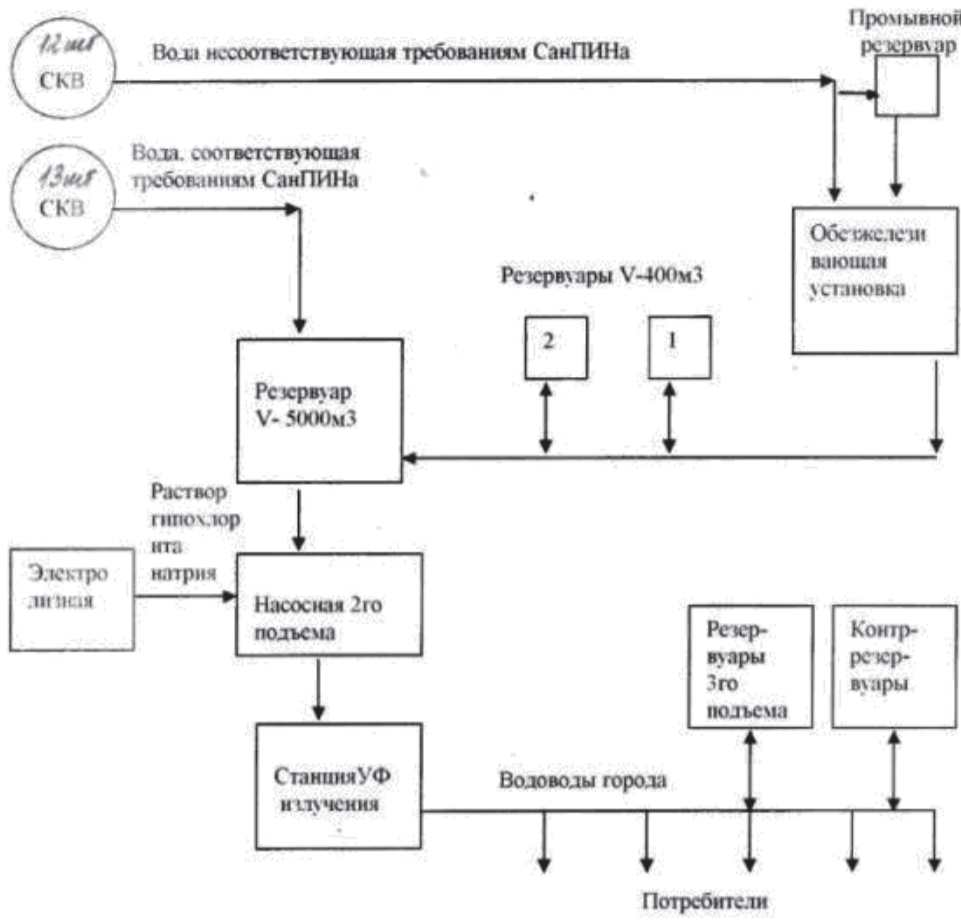 Промывной
резервуар
12шт
СКВ
Вода несоответствующая требованиям СанПИНа
13шт
СКВ
Вода, соответствующая
требованиям СанПИНа
Обезжелези
вающая
установка
Резервуары V-400м3
2
1
Резервуар
V- 5000м3
Раствор
гипохлор
ита
натрия
Электро
лизная
Насосная 2го
подъема
Резер-
вуары
3го
подъема
Контр-
резер-
вуары
СтанцияУФ
излучения
Водоводы города
Потребители